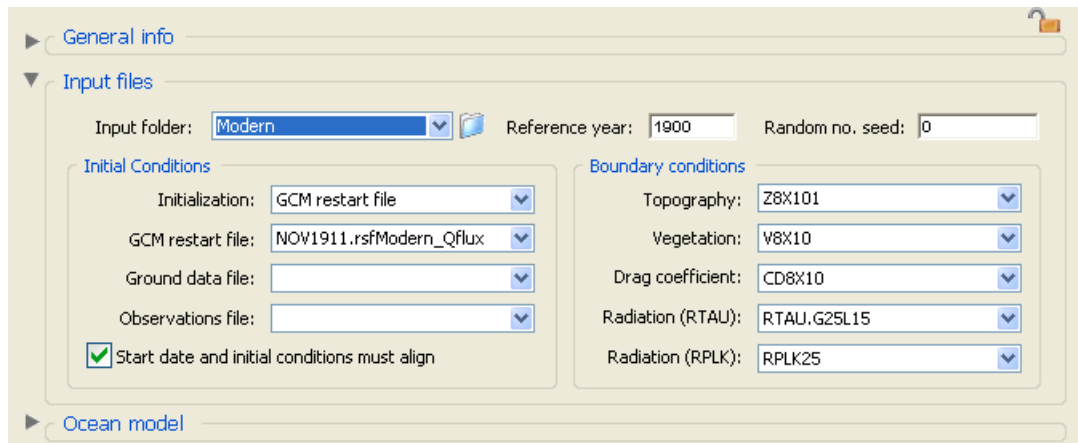 General info
Input files
Input folder: Modern Reference year: 1900 Random no. seed: 0
Initial Conditions
Initialization: GCM restart file
GCM restart file: NOV1911.rsfModern_Qflux
Ground data file:
Observations file:
Start date and initial conditions must align
Boundary conditions
Topography: Z8X101
Vegetation: V8X10
Drag coefficient: CD8X10
Radiation (RTAU): RTAU.G25L15
Radiation (RPLK): RPLK25
Ocean model